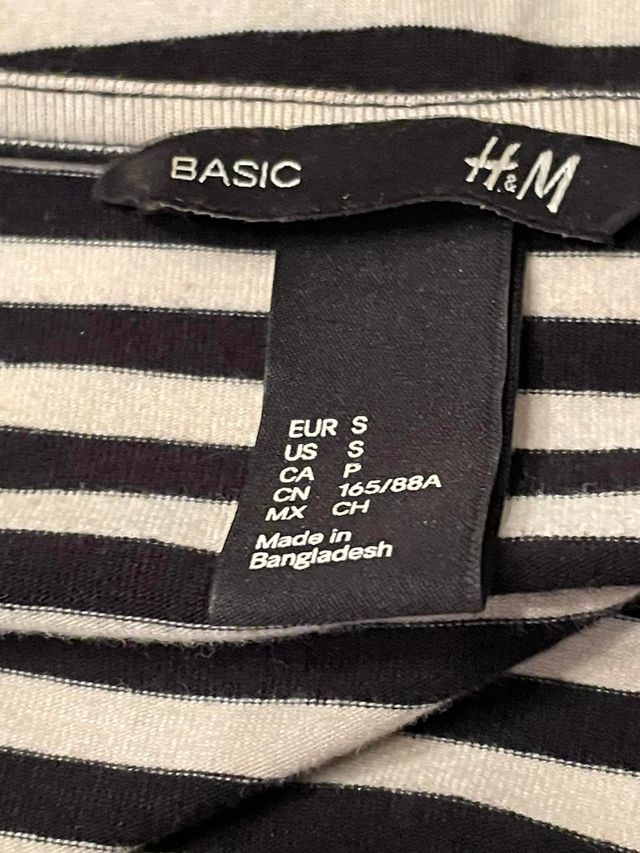 BASIC H&M
EUR S
US S
CA P
CN 165/88A
MX CH
Made in
Bangladesh